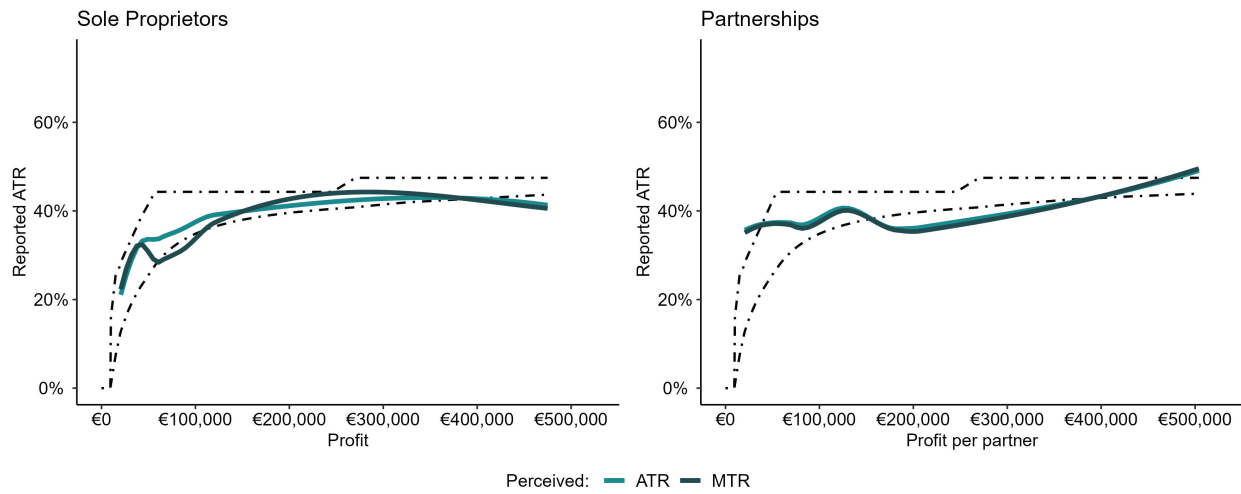 Sole Proprietors
Reported ATR
60%
40%
20%
0%
€0 €100,000 €200,000 €300,000 €400,000 €500,000
Profit
Partnerships
Reported ATR
60%
40%
20%
0%
€0 €100,000 €200,000 €300,000 €400,000 €500,000
Profit per partner
Perceived: ATR MTR